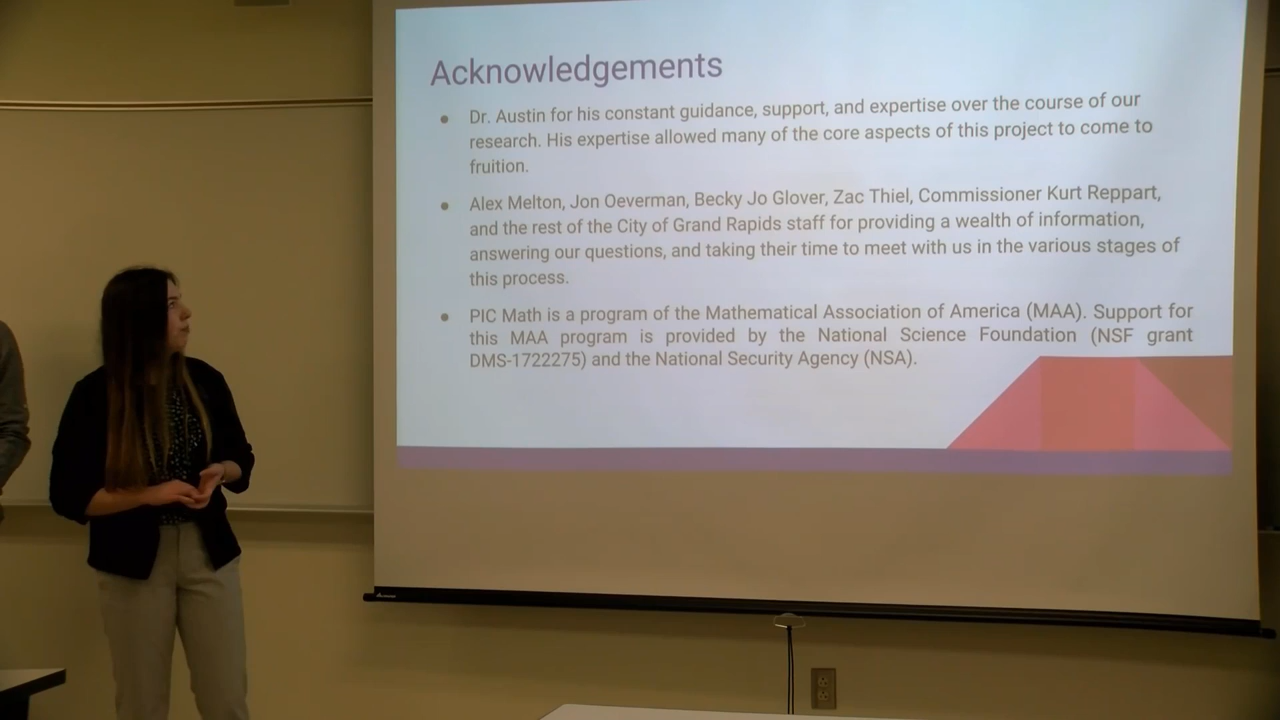 Acknowledgements
● Dr. Austin for his constant guidance, support, and expertise over the course of our
research. His expertise allowed many of the core aspects of this project to come to
fruition.
● Alex Melton, Jon Oeverman, Becky Jo Glover, Zac Thiel, Commissioner Kurt Reppart,
and the rest of the City of Grand Rapids staff for providing a wealth of information,
answering our questions, and taking their time to meet with us in the various stages of
this process.
● PIC Math is a program of the Mathematical Association of America (MAA). Support for
this MAA program is provided by the National Science Foundation (NSF grant
DMS-1722275) and the National Security Agency (NSA).